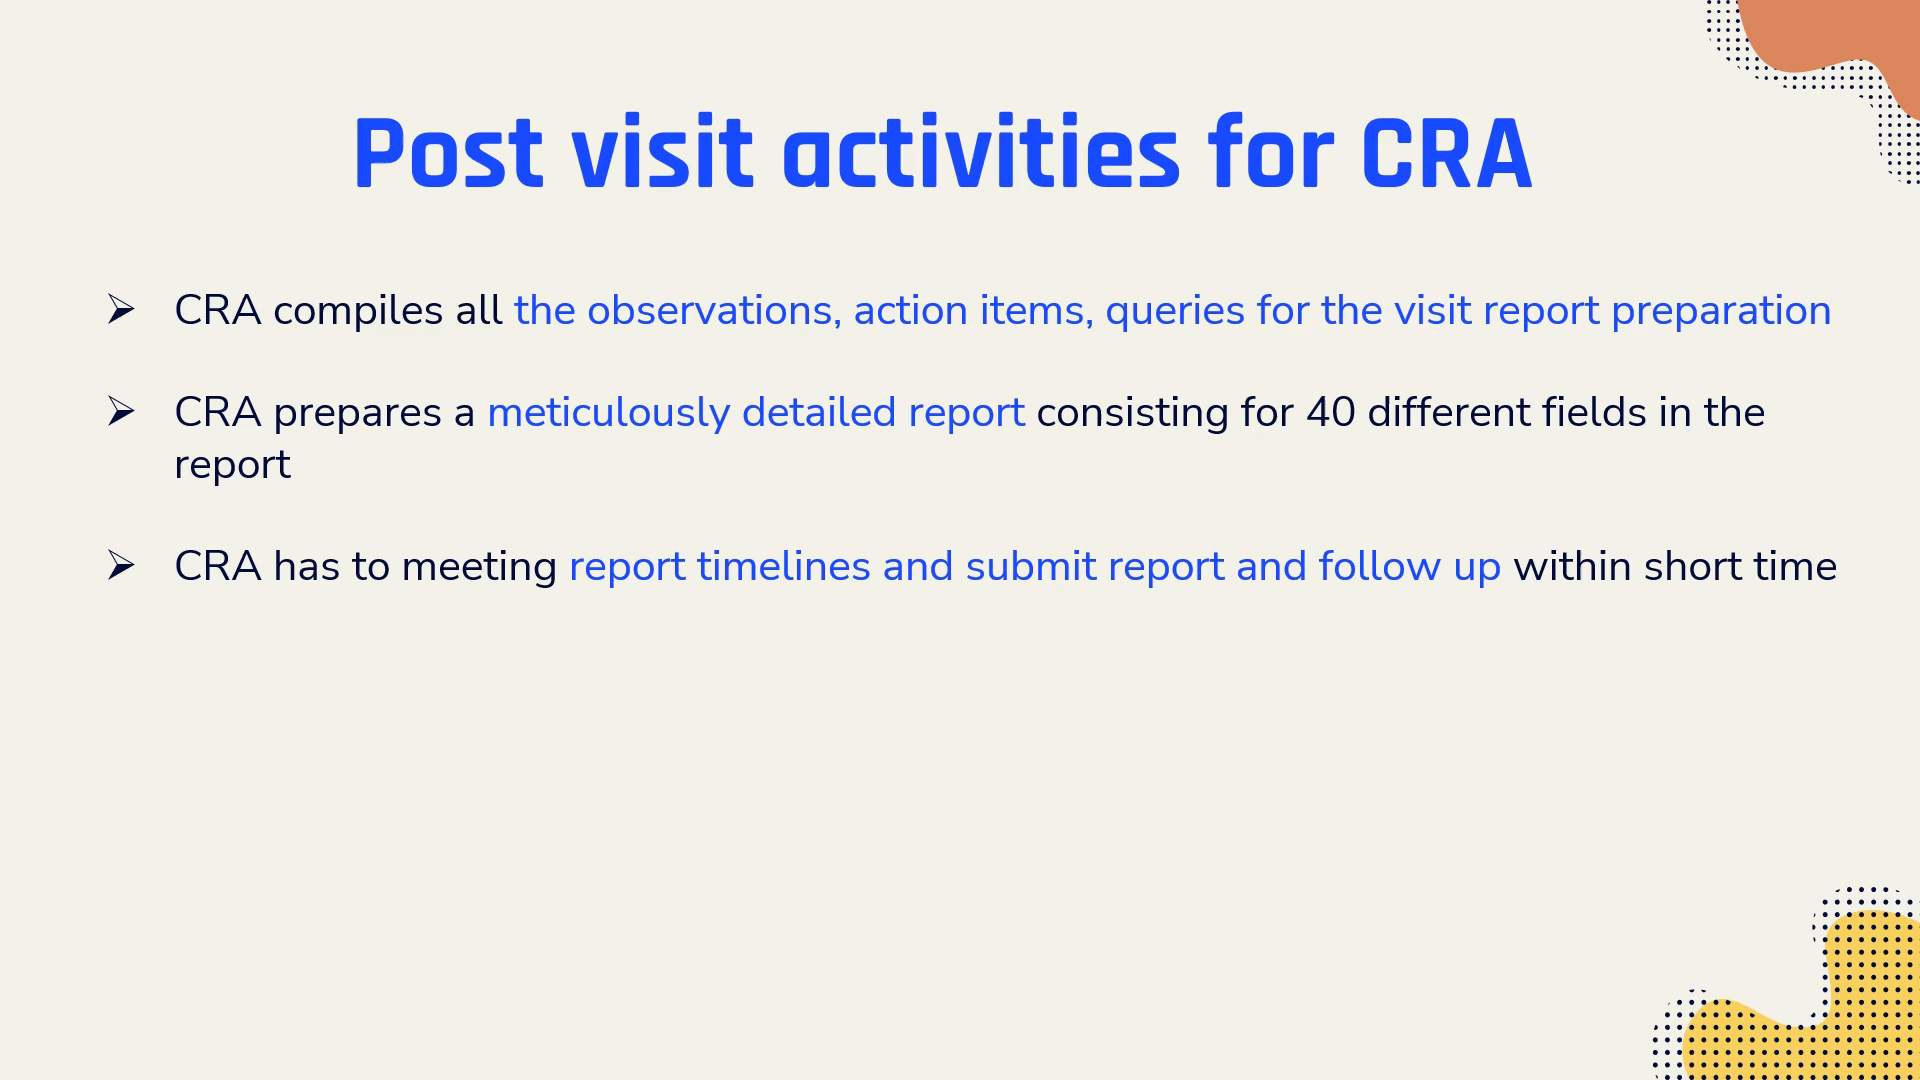 Post visit activities for CRA
➢ CRA compiles all the observations, action items, queries for the visit report preparation
➢ CRA prepares a meticulously detailed report consisting for 40 different fields in the
report
➢ CRA has to meeting report timelines and submit report and follow up within short time